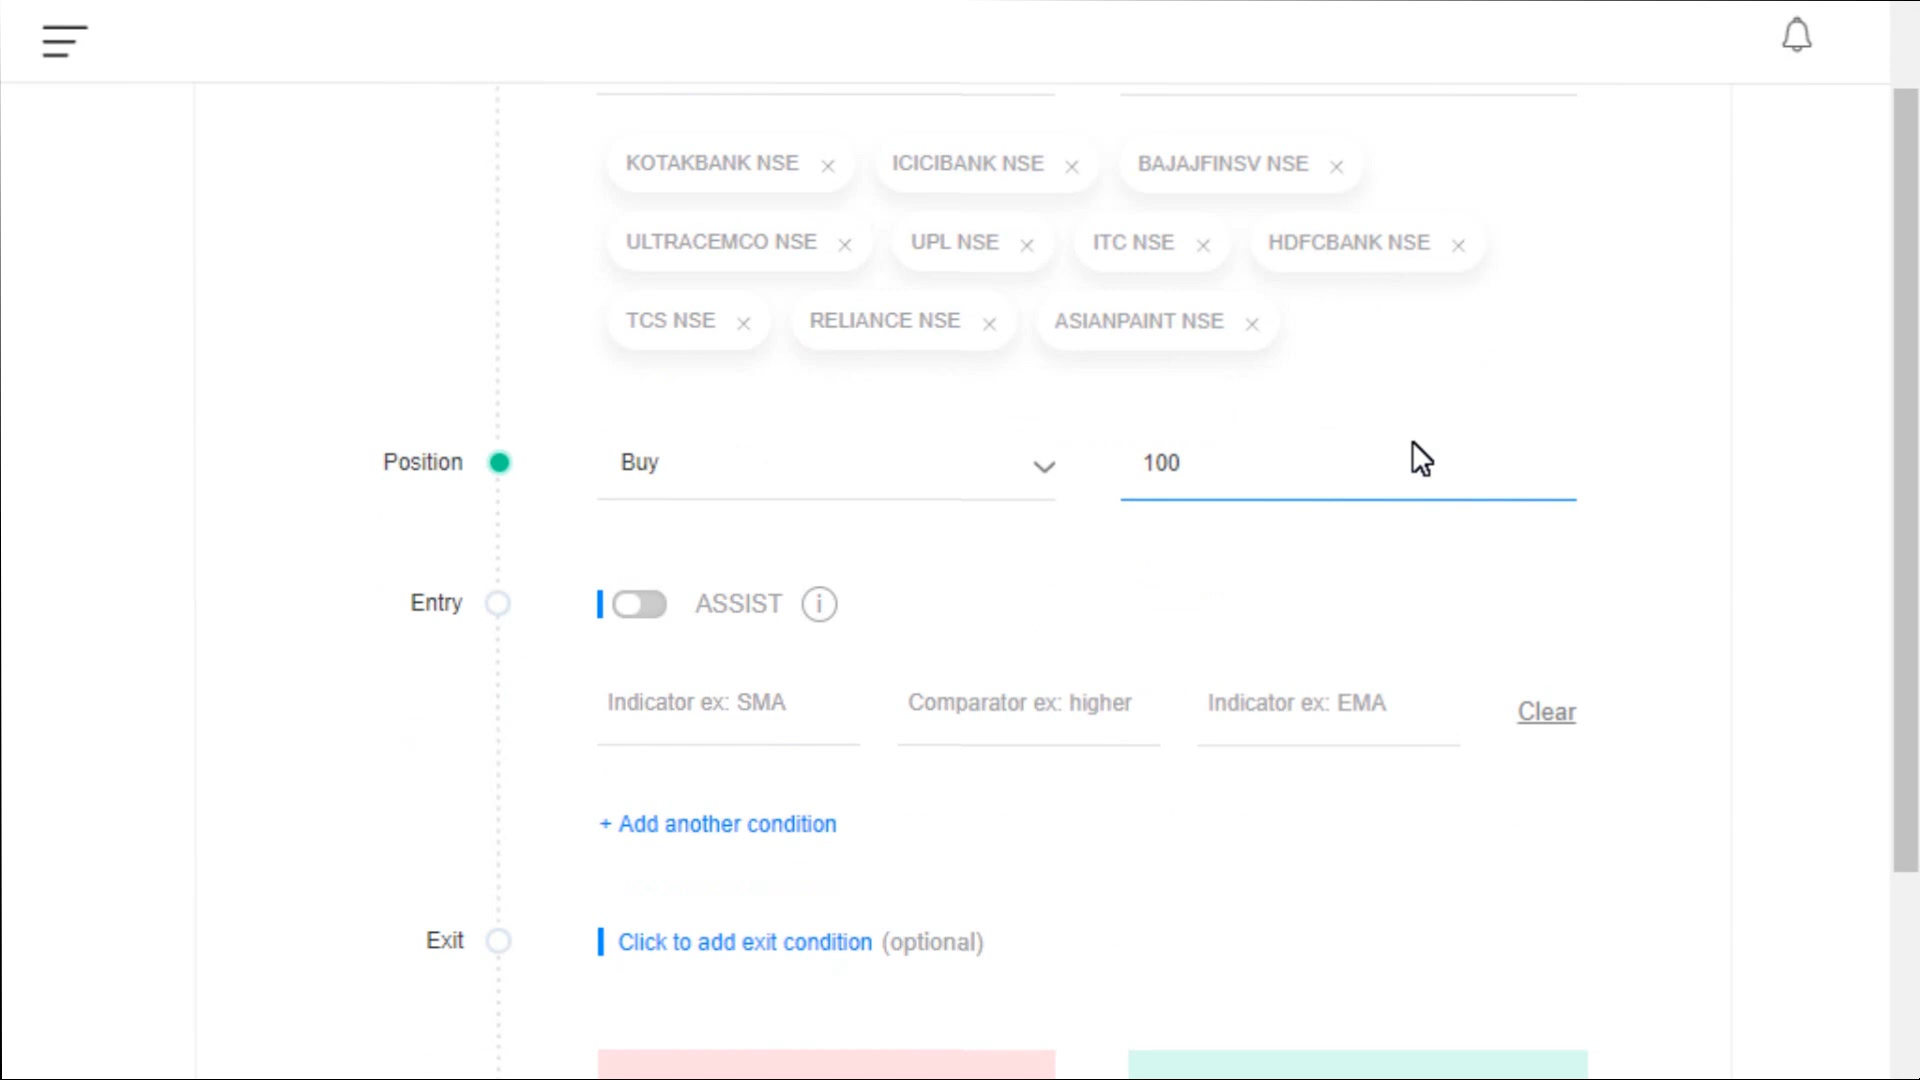 KOTAKBANK NSE × ICICIBANK NSE × BAJAJFINSV NSE ×
ULTRACEMCO NSE × UPL NSE × ITC NSE × HDFCBANK NSE ×
TCS NSE × RELIANCE NSE × ASIANPAINT NSE ×
Position Buy 100
Entry ASSIST i
Indicator ex: SMA Comparator ex: higher Indicator ex: EMA Clear
+ Add another condition
Exit Click to add exit condition (optional)